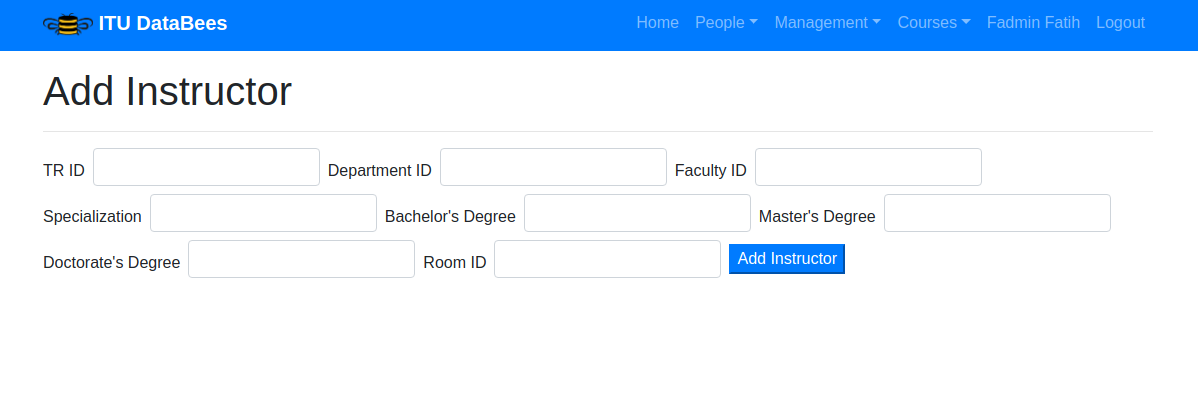 ITU DataBees Home People Management Courses Fadmin Fatih Logout
Add Instructor
TR ID Department ID Faculty ID
Specialization Bachelor's Degree Master's Degree
Doctorate's Degree Room ID Add Instructor